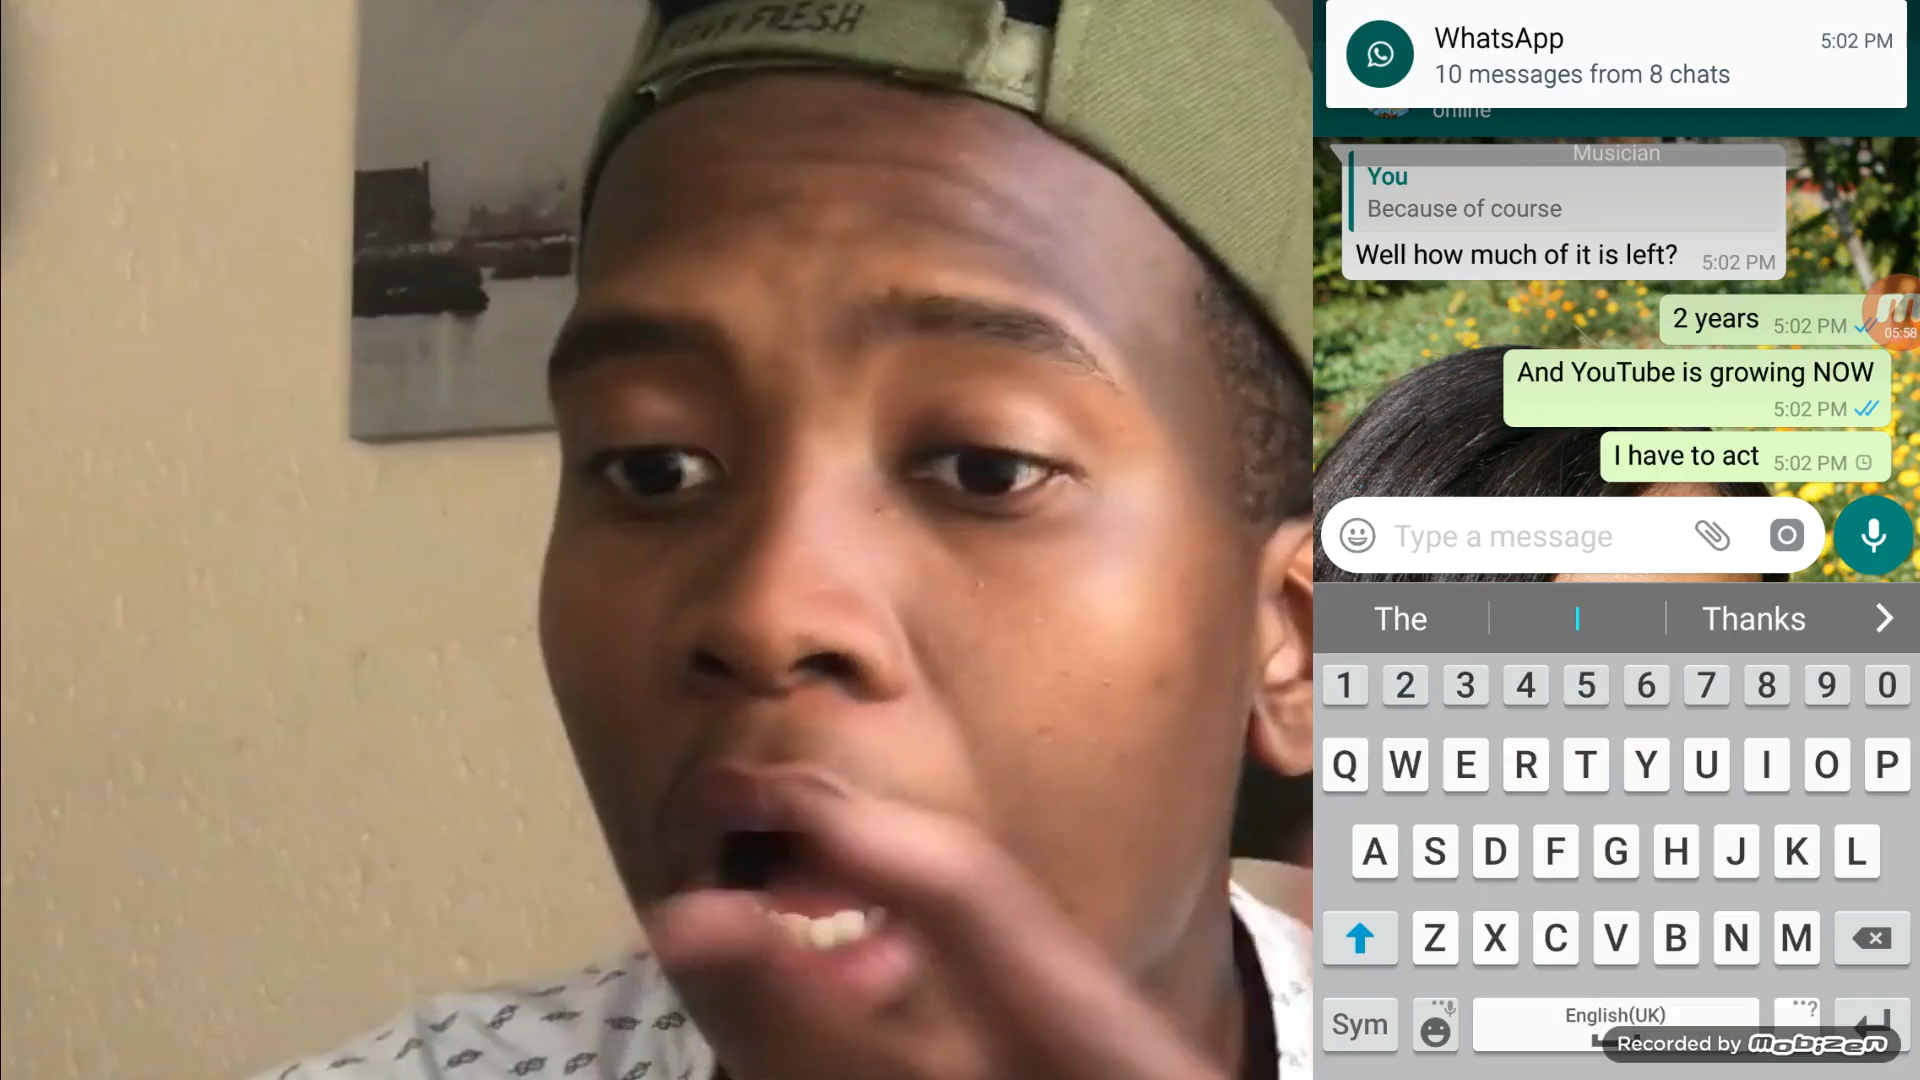 STAY FRESH
WhatsApp
5:02 PM
10 messages from 8 chats
online
Musician
You
Because of course
Well how much of it is left?
5:02 PM
2 years
5:02 PM
05:58
And YouTube is growing NOW
5:02 PM
I have to act
5:02 PM
Type a message
The
I
Thanks
1 2 3 4 5 6 7 8 9 0
Q W E R T Y U I O P
A S D F G H J K L
Z X C V B N M
Sym
English(UK)
?
Recorded by mobizen